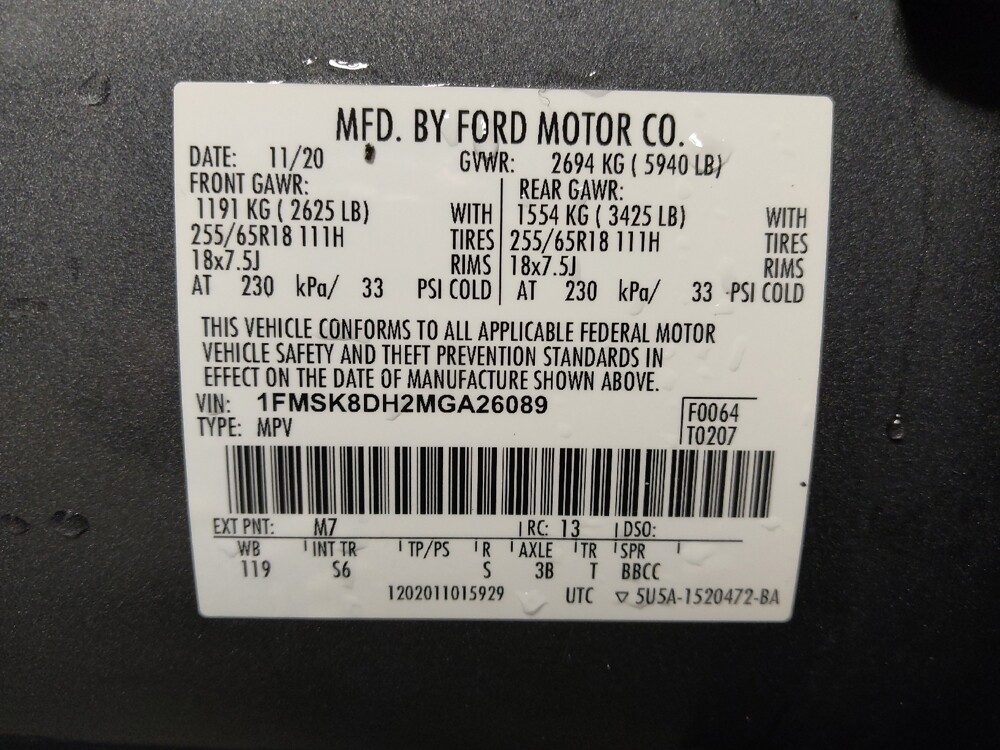 MFD. BY FORD MOTOR CO.
DATE: 11/20 GVWR: 2694 KG ( 5940 LB)
FRONT GAWR: REAR GAWR:
1191 KG ( 2625 LB) WITH 1554 KG ( 3425 LB) WITH
255/65R18 111H TIRES 255/65R18 111H TIRES
18x7.5J RIMS 18x7.5J RIMS
AT 230 kPa/ 33 PSI COLD AT 230 kPa/ 33 PSI COLD
THIS VEHICLE CONFORMS TO ALL APPLICABLE FEDERAL MOTOR
VEHICLE SAFETY AND THEFT PREVENTION STANDARDS IN
EFFECT ON THE DATE OF MANUFACTURE SHOWN ABOVE.
VIN: 1FMSK8DH2MGA26089 F0064
TYPE: MPV T0207
EXT PNT: M7 RC: 13 DSO:
WB INT TR TP/PS R AXLE TR SPR
119 S6 S 3B T BBCC
1202011015929 UTC ▽ 5U5A-1520472-BA